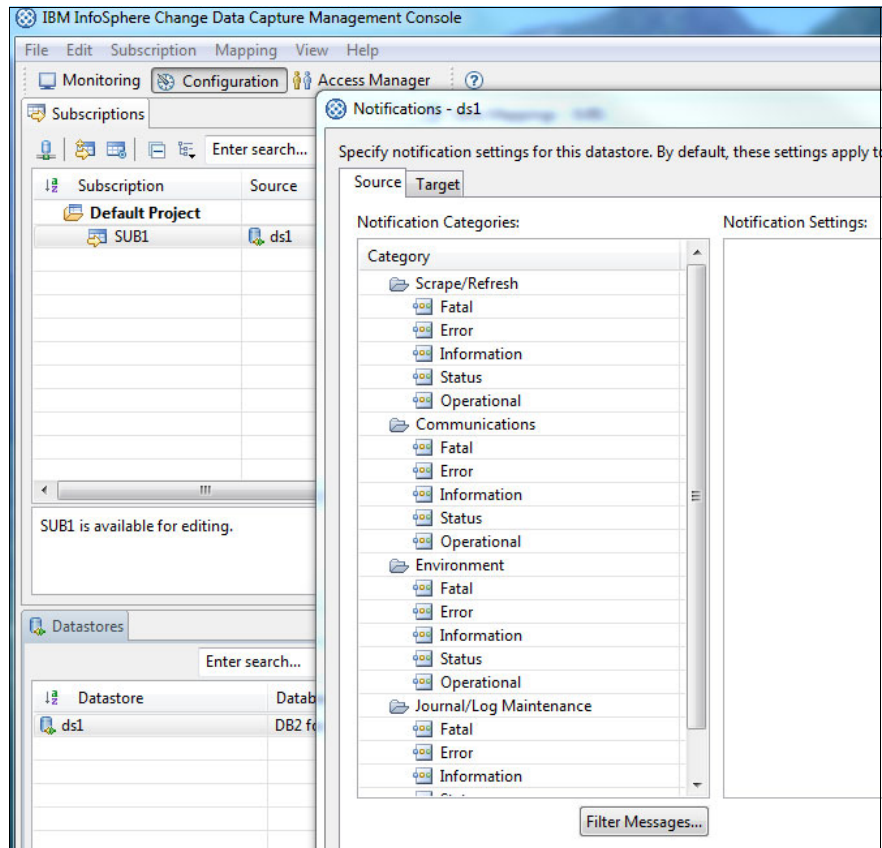 IBM InfoSphere Change Data Capture Management Console
File Edit Subscription Mapping View Help
Monitoring Configuration Access Manager
Subscriptions
Enter search...
Subscription Source
Default Project
SUB1 ds1
SUB1 is available for editing.
Datastores
Enter search...
Datastore Datab
ds1 DB2 fo
Notifications - ds1
Specify notification settings for this datastore. By default, these settings apply to
Source Target
Notification Categories: Notification Settings:
Category
Scrape/Refresh
Fatal
Error
Information
Status
Operational
Communications
Fatal
Error
Information
Status
Operational
Environment
Fatal
Error
Information
Status
Operational
Journal/Log Maintenance
Fatal
Error
Information
Filter Messages...